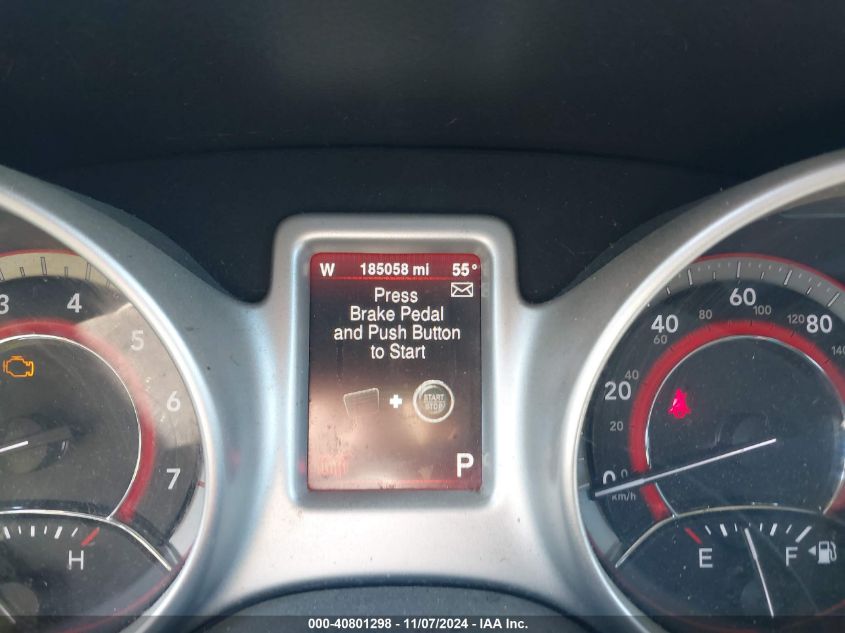 W 185058 mi 55°
Press
Brake Pedal
and Push Button
to Start
START
STOP
P
3 4 5 6 7
H
0 20 40 60 80
20 40 60 80 100 120 140
km/h
E F
000-40801298 - 11/07/2024 - IAA Inc.